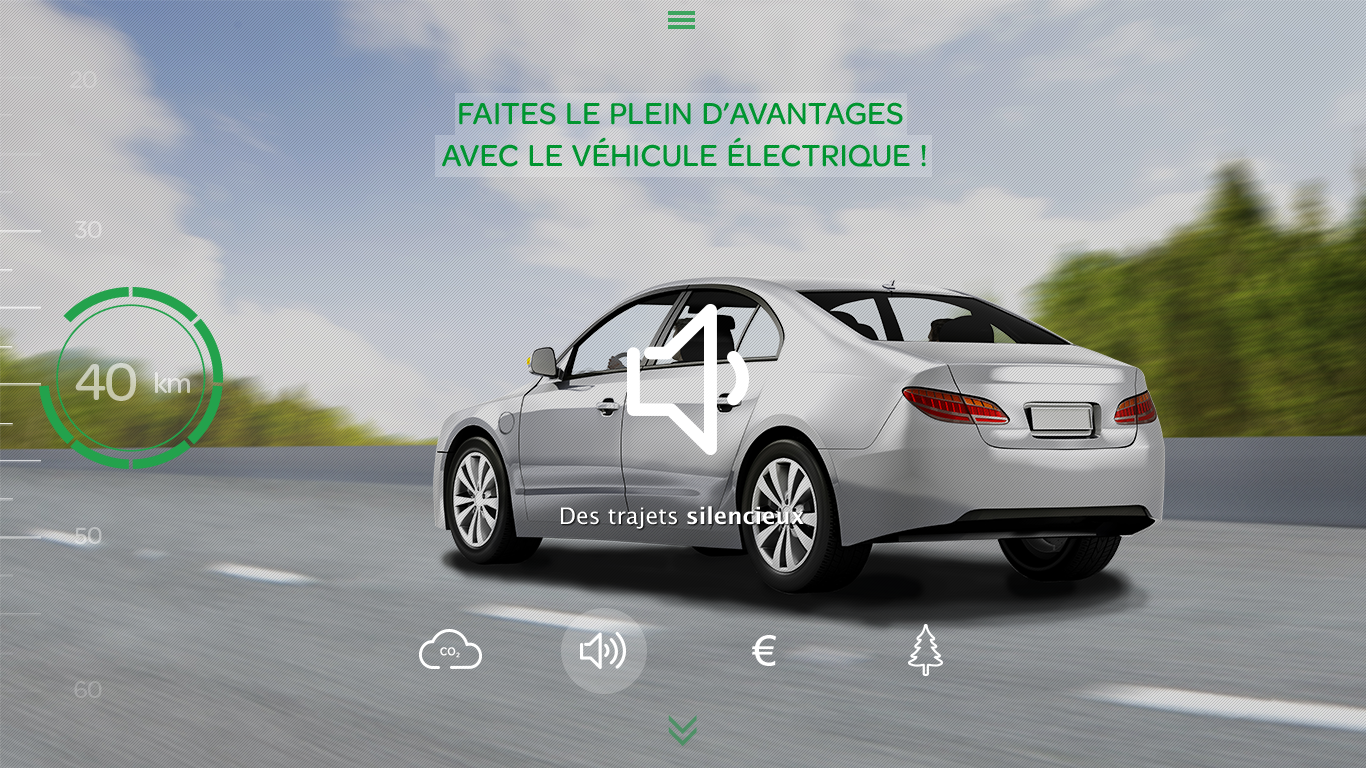 20
FAITES LE PLEIN D'AVANTAGES
AVEC LE VÉHICULE ÉLECTRIQUE !
30
40 km
Des trajets silencieux
50
CO₂
€
60